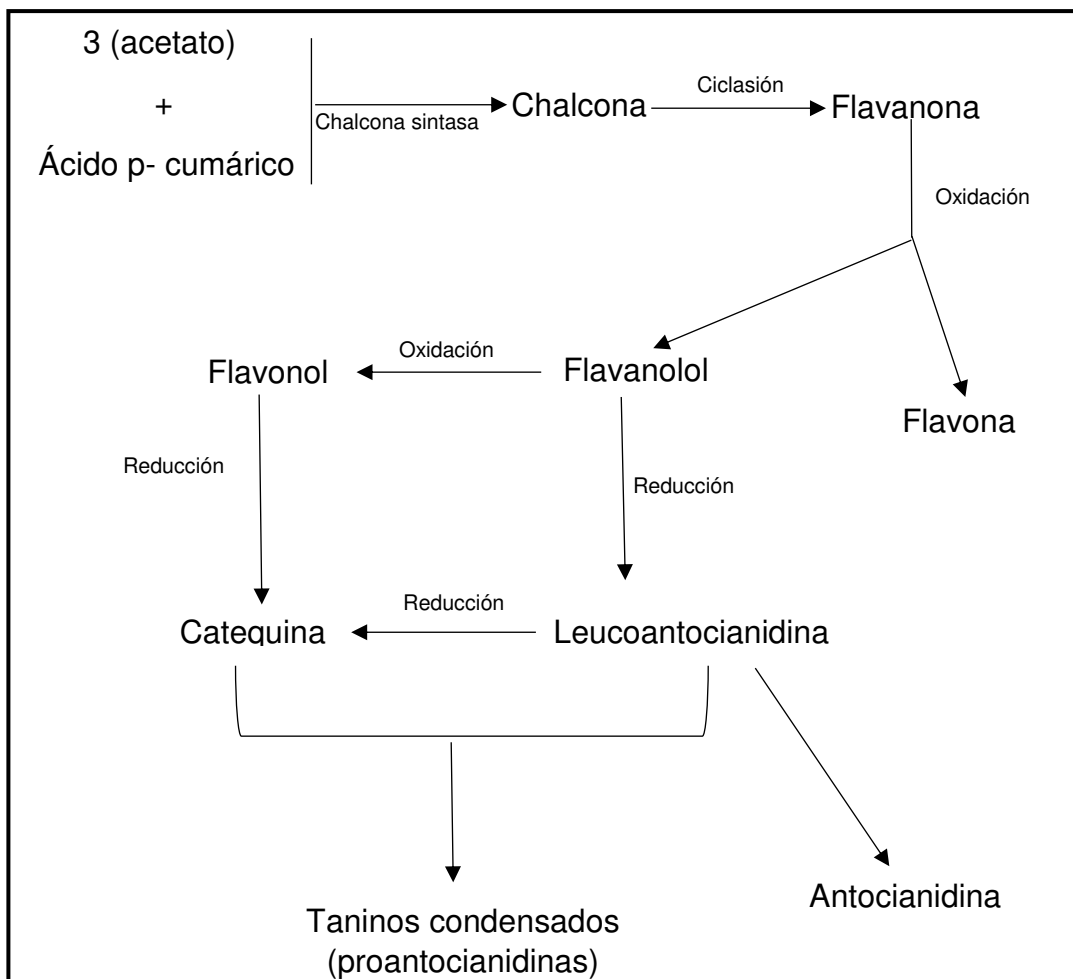 3 (acetato)
+
Ácido p- cumárico
Chalcona sintasa
Chalcona
Ciclasión
Flavanona
Oxidación
Flavonol
Oxidación
Flavanolol
Flavona
Reducción
Reducción
Catequina
Reducción
Leucoantocianidina
Antocianidina
Taninos condensados
(proantocianidinas)